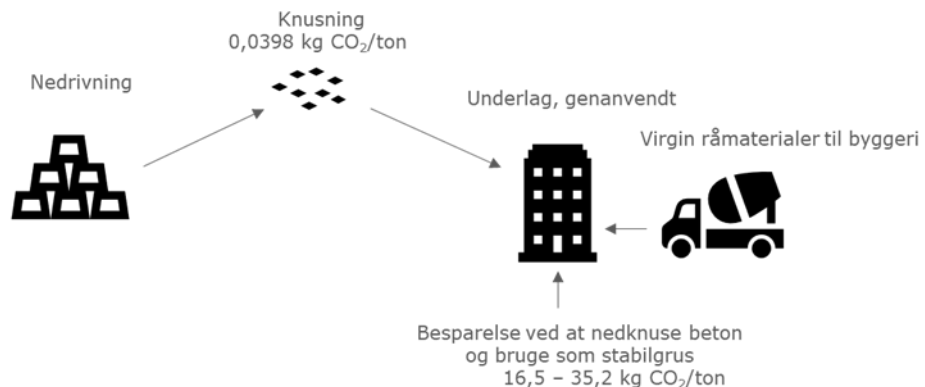 Knusning
0,0398 kg CO₂/ton
Nedrivning
Underlag, genanvendt
Virgin råmaterialer til byggeri
Besparelse ved at nedknuse beton
og bruge som stabilgrus
16,5 – 35,2 kg CO₂/ton